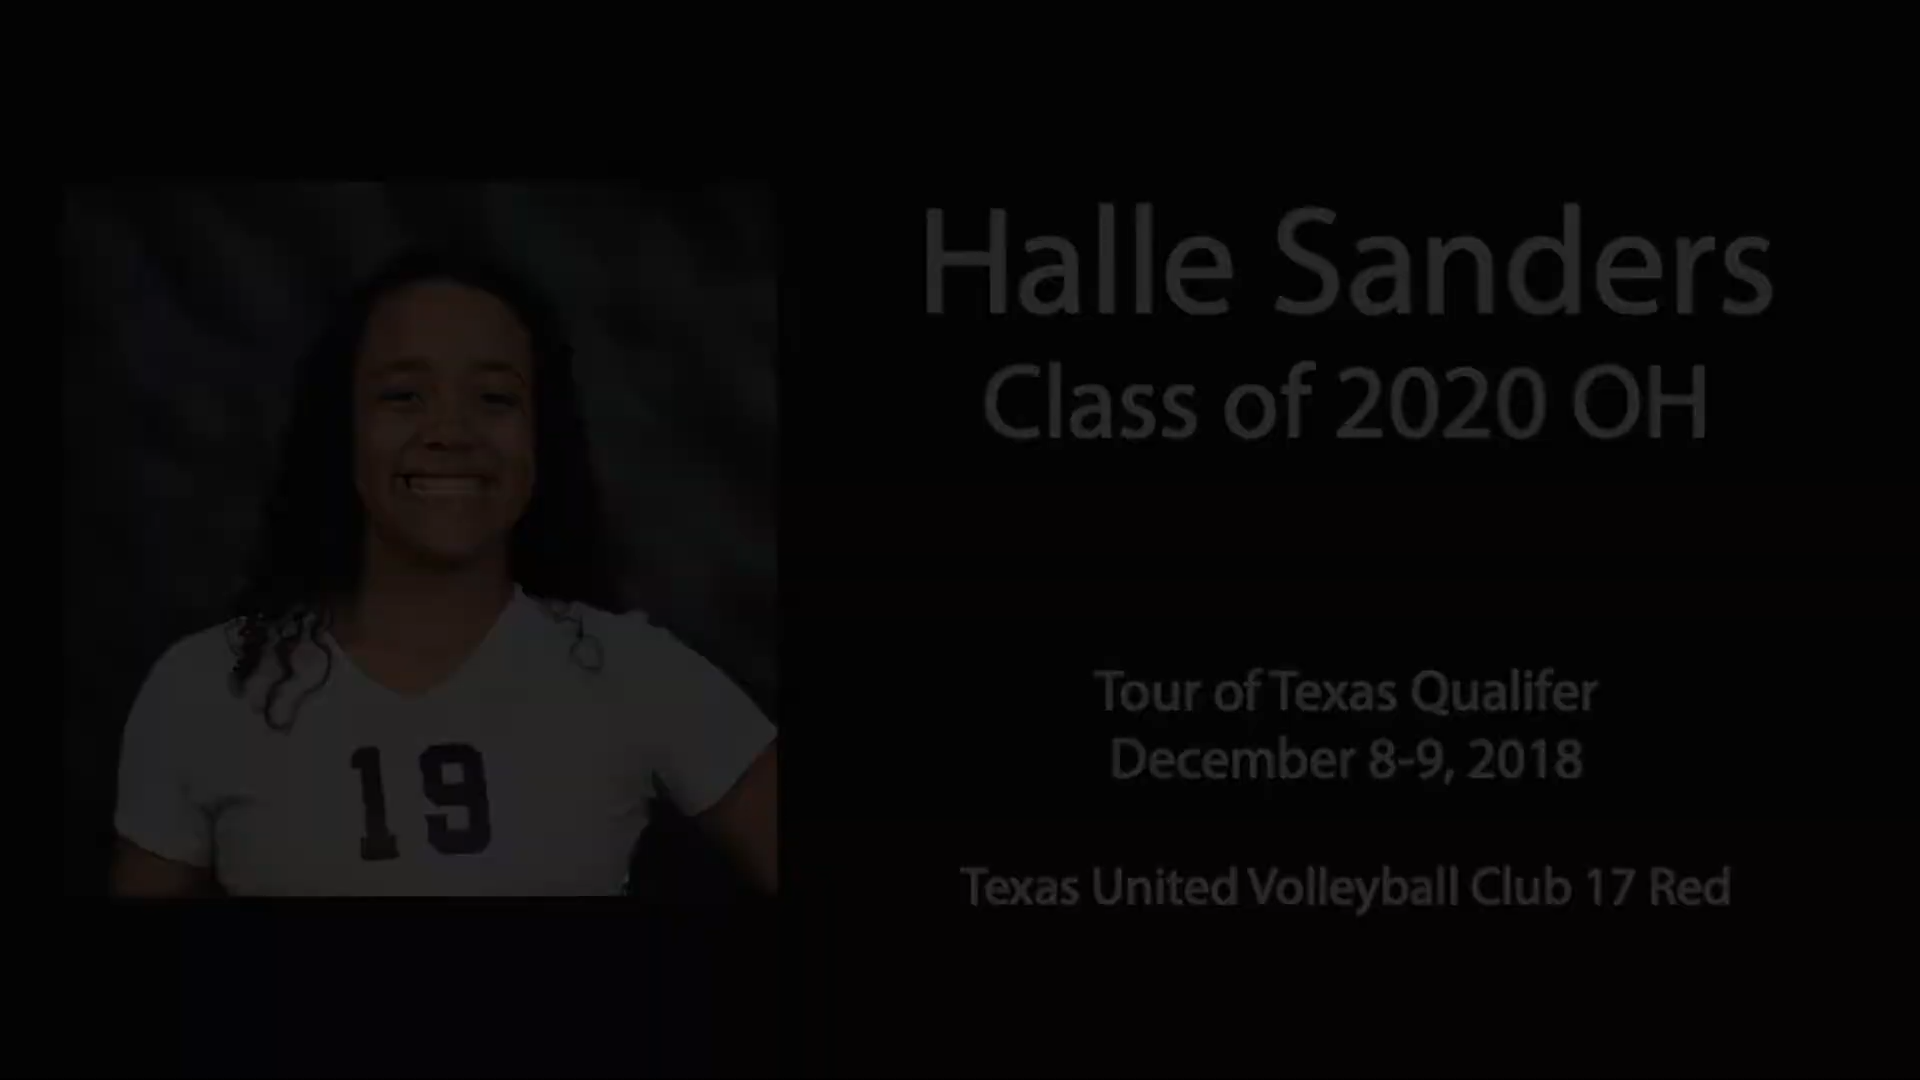 Halle Sanders
Class of 2020 OH
Tour of Texas Qualifer
December 8-9, 2018
Texas United Volleyball Club 17 Red
19